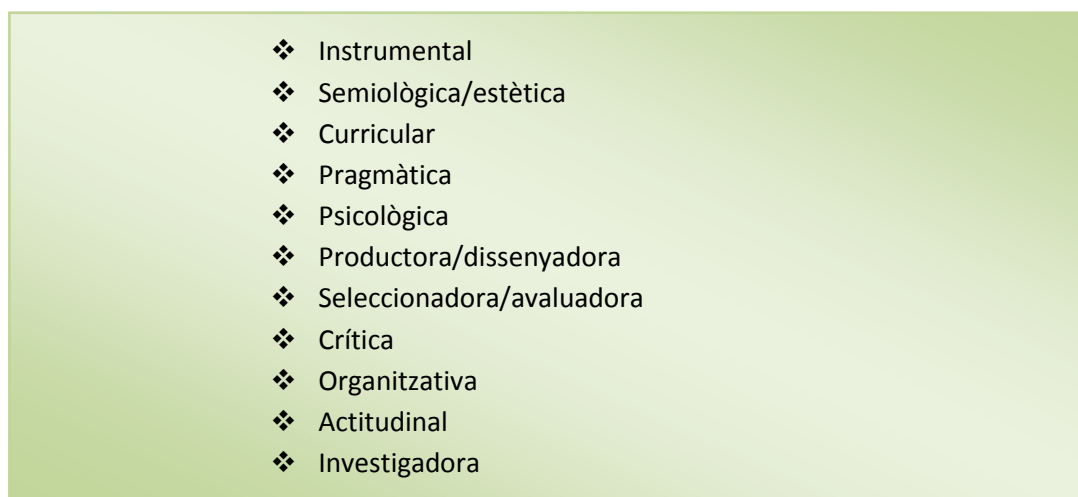 ❖ Instrumental
❖ Semiològica/estètica
❖ Curricular
❖ Pragmàtica
❖ Psicològica
❖ Productora/dissenyadora
❖ Seleccionadora/avaluadora
❖ Crítica
❖ Organitzativa
❖ Actitudinal
❖ Investigadora